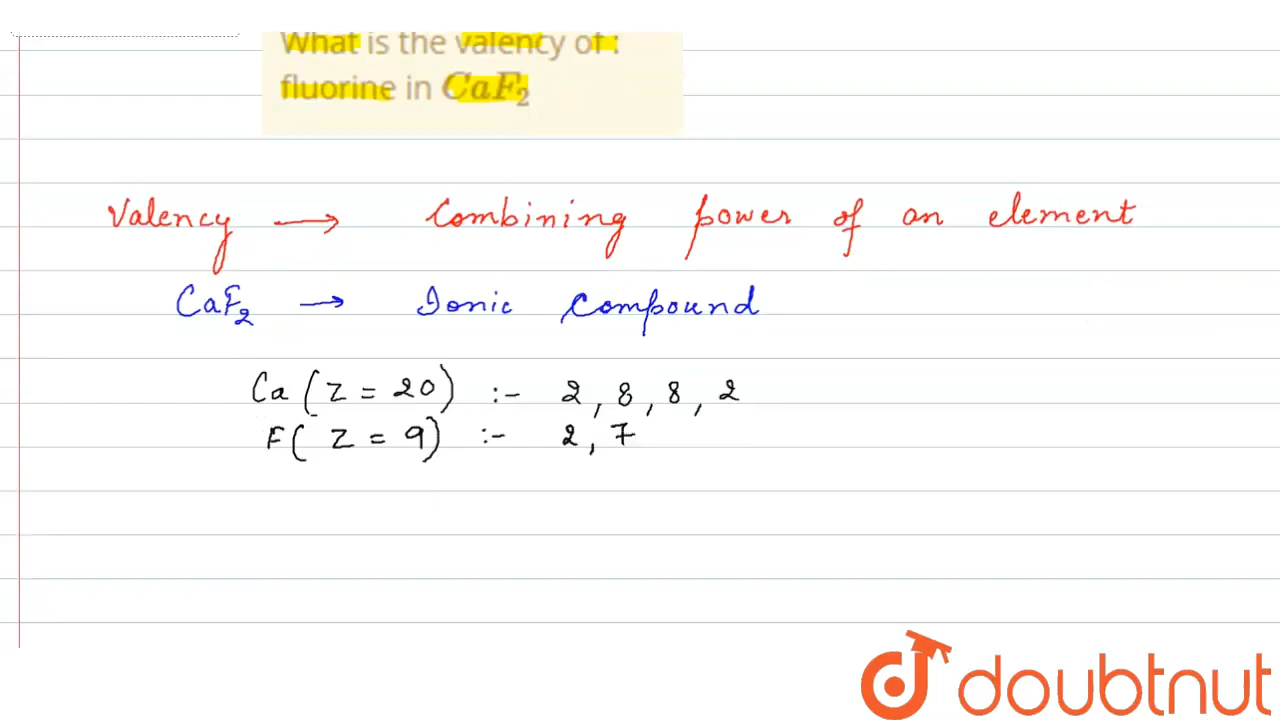 What is the valency of :
fluorine in CaF₂
Valency → Combining power of an element
CaF₂ → Ionic Compound
Ca (Z = 20) :- 2, 8, 8, 2
F( Z = 9) :- 2, 7
doubtnut